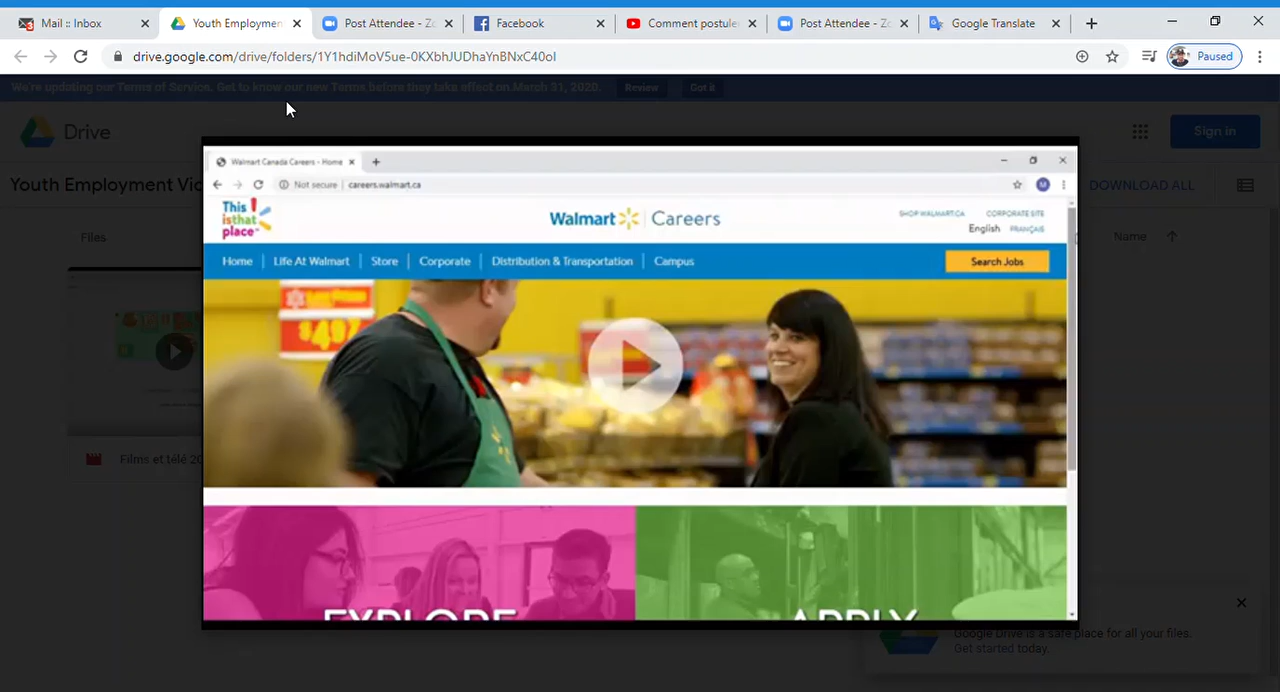 Mail :: Inbox
Youth Employmen
Post Attendee - Zo
Facebook
Comment postule
Post Attendee - Zo
Google Translate
drive.google.com/drive/folders/1Y1hdiMoV5ue-0KXbhJUDhaYnBNxC40oI
Paused
We're updating our Terms of Service. Get to know our new Terms before they take effect on March 31, 2020.
Review
Got it
Drive
Sign in
Youth Employment Vic
DOWNLOAD ALL
Files
Name
Films et télé 20
Walmart Canada Careers - Home
Not secure | careers.walmart.ca
This
is that
place
Walmart Careers
SHOP WALMART.CA
CORPORATE SITE
English
FRANÇAIS
Home
Life At Walmart
Store
Corporate
Distribution & Transportation
Campus
Search Jobs
$497
EXPLORE
APPLY
Google Drive is a safe place for all your files.
Get started today.